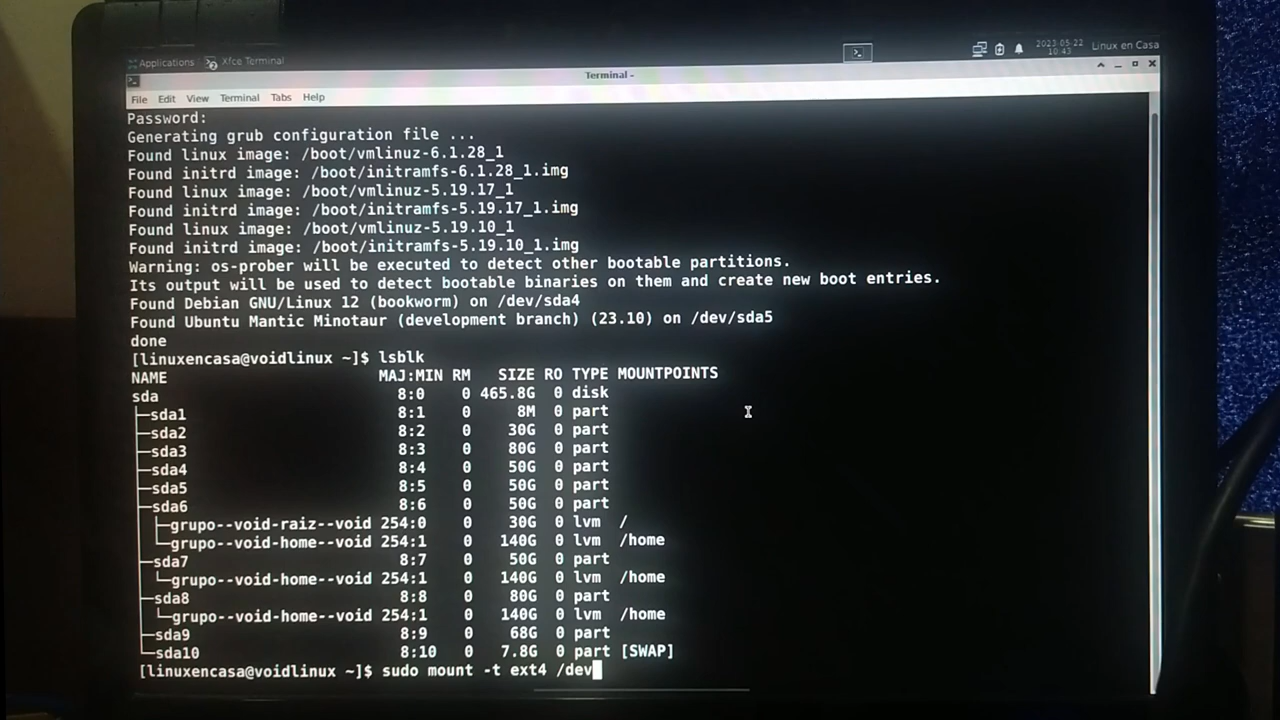 Applications Xfce Terminal 2023-05-22 10:43 Linux en Casa
Terminal -
File Edit View Terminal Tabs Help
Password:
Generating grub configuration file ...
Found linux image: /boot/vmlinuz-6.1.28_1
Found initrd image: /boot/initramfs-6.1.28_1.img
Found linux image: /boot/vmlinuz-5.19.17_1
Found initrd image: /boot/initramfs-5.19.17_1.img
Found linux image: /boot/vmlinuz-5.19.10_1
Found initrd image: /boot/initramfs-5.19.10_1.img
Warning: os-prober will be executed to detect other bootable partitions.
Its output will be used to detect bootable binaries on them and create new boot entries.
Found Debian GNU/Linux 12 (bookworm) on /dev/sda4
Found Ubuntu Mantic Minotaur (development branch) (23.10) on /dev/sda5
done
[linuxencasa@voidlinux ~]$ lsblk
NAME MAJ:MIN RM SIZE RO TYPE MOUNTPOINTS
sda 8:0 0 465.8G 0 disk
├─sda1 8:1 0 8M 0 part
├─sda2 8:2 0 30G 0 part
├─sda3 8:3 0 80G 0 part
├─sda4 8:4 0 50G 0 part
├─sda5 8:5 0 50G 0 part
├─sda6 8:6 0 50G 0 part
│ ├─grupo--void-raiz--void 254:0 0 30G 0 lvm /
│ └─grupo--void-home--void 254:1 0 140G 0 lvm /home
├─sda7 8:7 0 50G 0 part
│ └─grupo--void-home--void 254:1 0 140G 0 lvm /home
├─sda8 8:8 0 80G 0 part
│ └─grupo--void-home--void 254:1 0 140G 0 lvm /home
├─sda9 8:9 0 68G 0 part
└─sda10 8:10 0 7.8G 0 part [SWAP]
[linuxencasa@voidlinux ~]$ sudo mount -t ext4 /dev